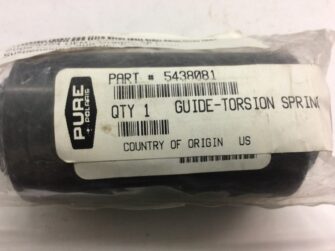 PURE
POLARIS
PART # 5438081
QTY 1 GUIDE-TORSION SPRING
COUNTRY OF ORIGIN US